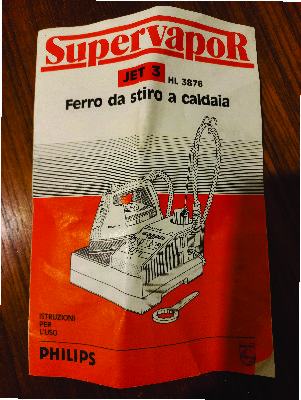 SupervapoR
JET 3 HL 3876
Ferro da stiro a caldaia
ISTRUZIONI
PER
L'USO
PHILIPS